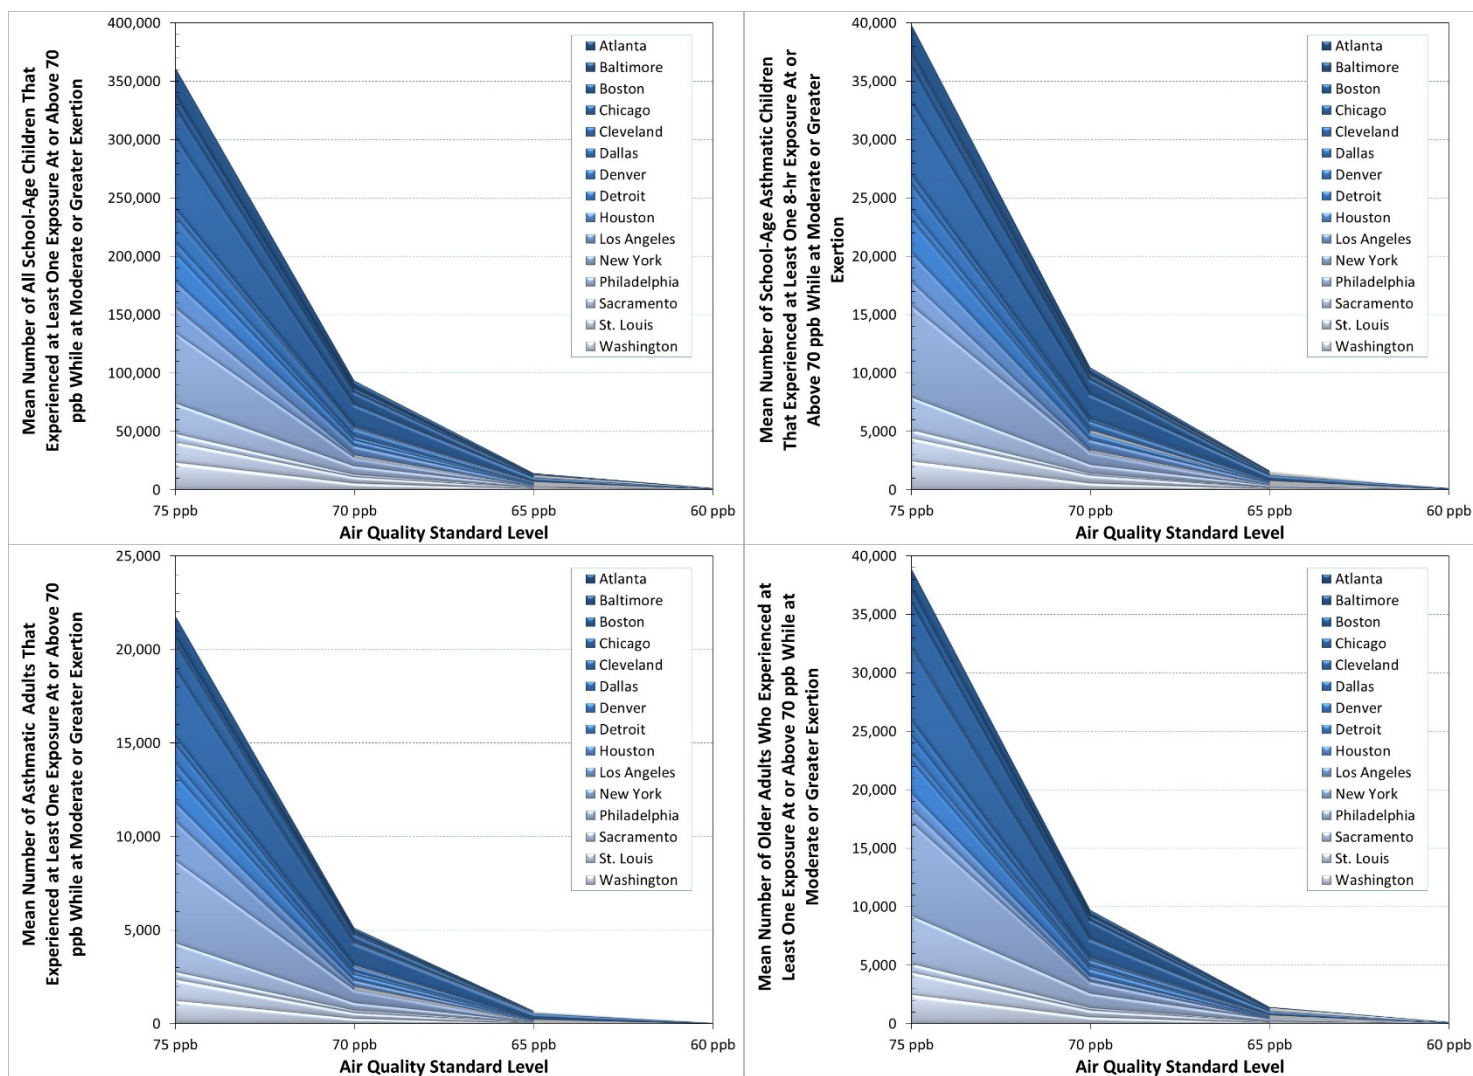 Mean Number of All School-Age Children That
Experienced at Least One Exposure At or Above 70
ppb While at Moderate or Greater Exertion
400,000
350,000
300,000
250,000
200,000
150,000
100,000
50,000
0
75 ppb 70 ppb 65 ppb 60 ppb
Air Quality Standard Level
Atlanta
Baltimore
Boston
Chicago
Cleveland
Dallas
Denver
Detroit
Houston
Los Angeles
New York
Philadelphia
Sacramento
St. Louis
Washington
Mean Number of School-Age Asthmatic Children
That Experienced at Least One 8-hr Exposure At or
Above 70 ppb While at Moderate or Greater
Exertion
40,000
35,000
30,000
25,000
20,000
15,000
10,000
5,000
0
75 ppb 70 ppb 65 ppb 60 ppb
Air Quality Standard Level
Atlanta
Baltimore
Boston
Chicago
Cleveland
Dallas
Denver
Detroit
Houston
Los Angeles
New York
Philadelphia
Sacramento
St. Louis
Washington
Mean Number of Asthmatic Adults That
Experienced at Least One Exposure At or Above 70
ppb While at Moderate or Greater Exertion
25,000
20,000
15,000
10,000
5,000
0
75 ppb 70 ppb 65 ppb 60 ppb
Air Quality Standard Level
Atlanta
Baltimore
Boston
Chicago
Cleveland
Dallas
Denver
Detroit
Houston
Los Angeles
New York
Philadelphia
Sacramento
St. Louis
Washington
Mean Number of Older Adults Who Experienced at
Least One Exposure At or Above 70 ppb While at
Moderate or Greater Exertion
40,000
35,000
30,000
25,000
20,000
15,000
10,000
5,000
0
75 ppb 70 ppb 65 ppb 60 ppb
Air Quality Standard Level
Atlanta
Baltimore
Boston
Chicago
Cleveland
Dallas
Denver
Detroit
Houston
Los Angeles
New York
Philadelphia
Sacramento
St. Louis
Washington